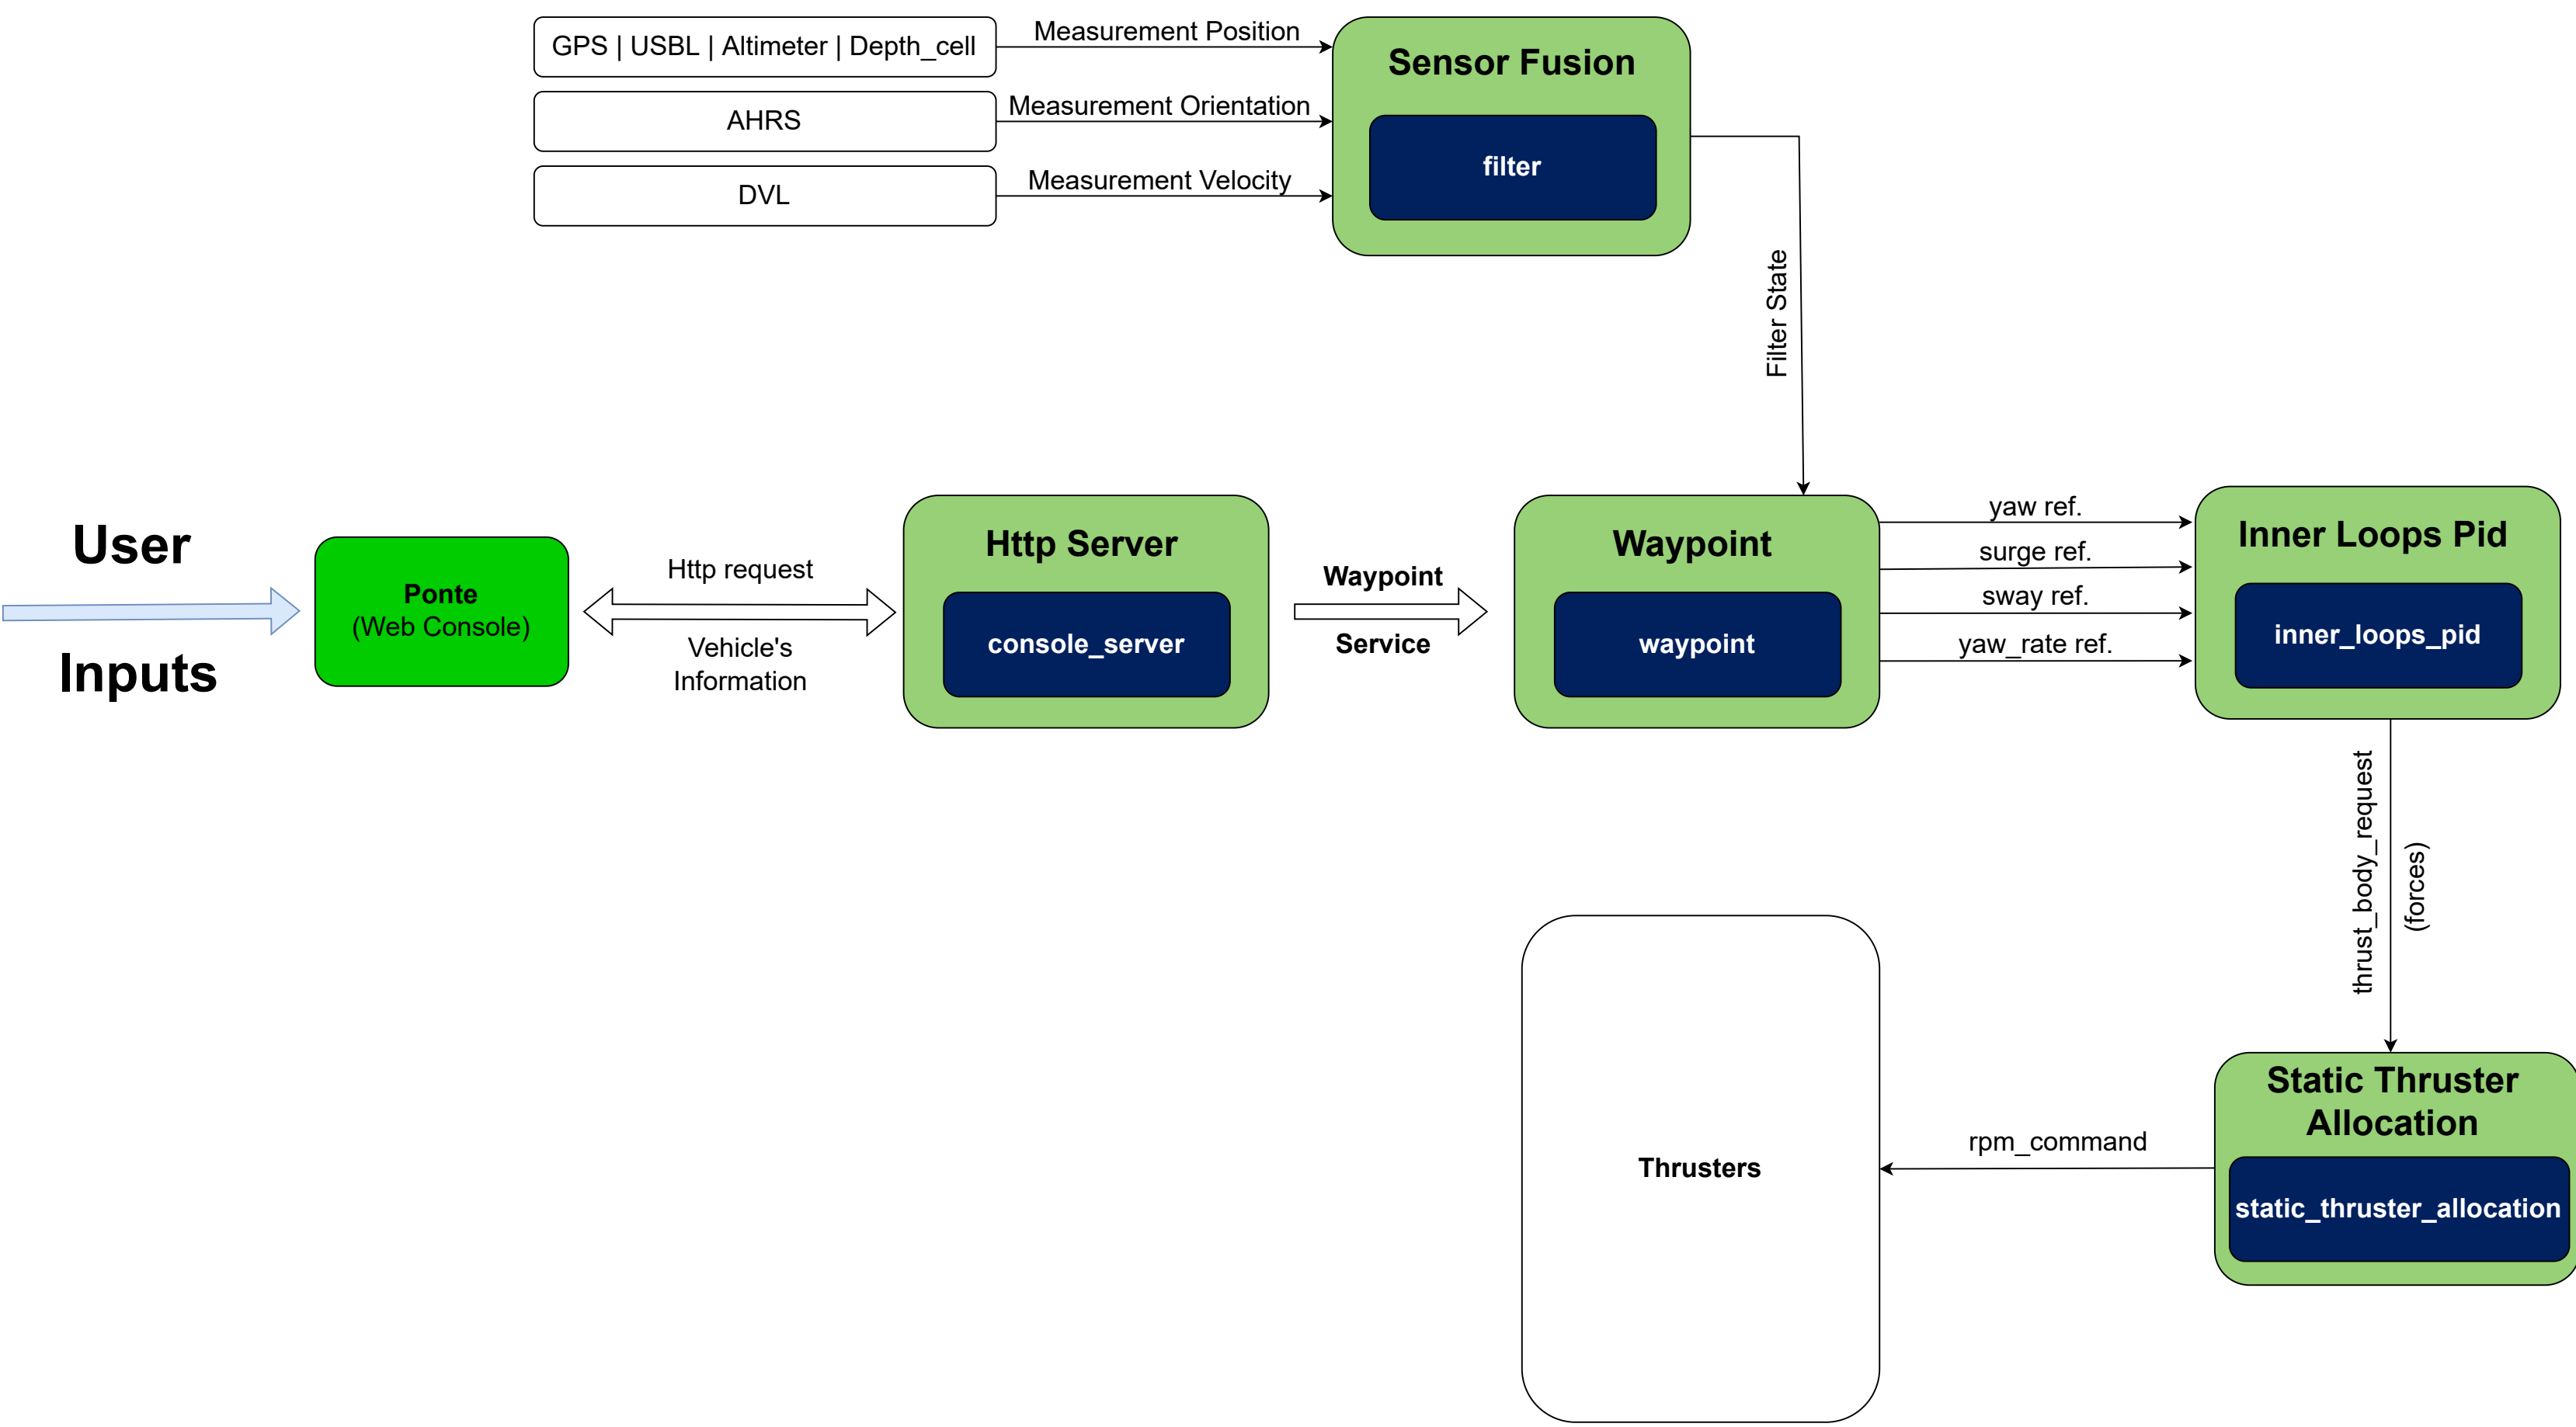 GPS | USBL | Altimeter | Depth_cell
Measurement Position
AHRS
Measurement Orientation
DVL
Measurement Velocity
Sensor Fusion
filter
Filter State
User
Inputs
Ponte
(Web Console)
Http request
Vehicle's
Information
Http Server
console_server
Waypoint
Service
Waypoint
waypoint
yaw ref.
surge ref.
sway ref.
yaw_rate ref.
Inner Loops Pid
inner_loops_pid
thrust_body_request
(forces)
Static Thruster
Allocation
static_thruster_allocation
rpm_command
Thrusters